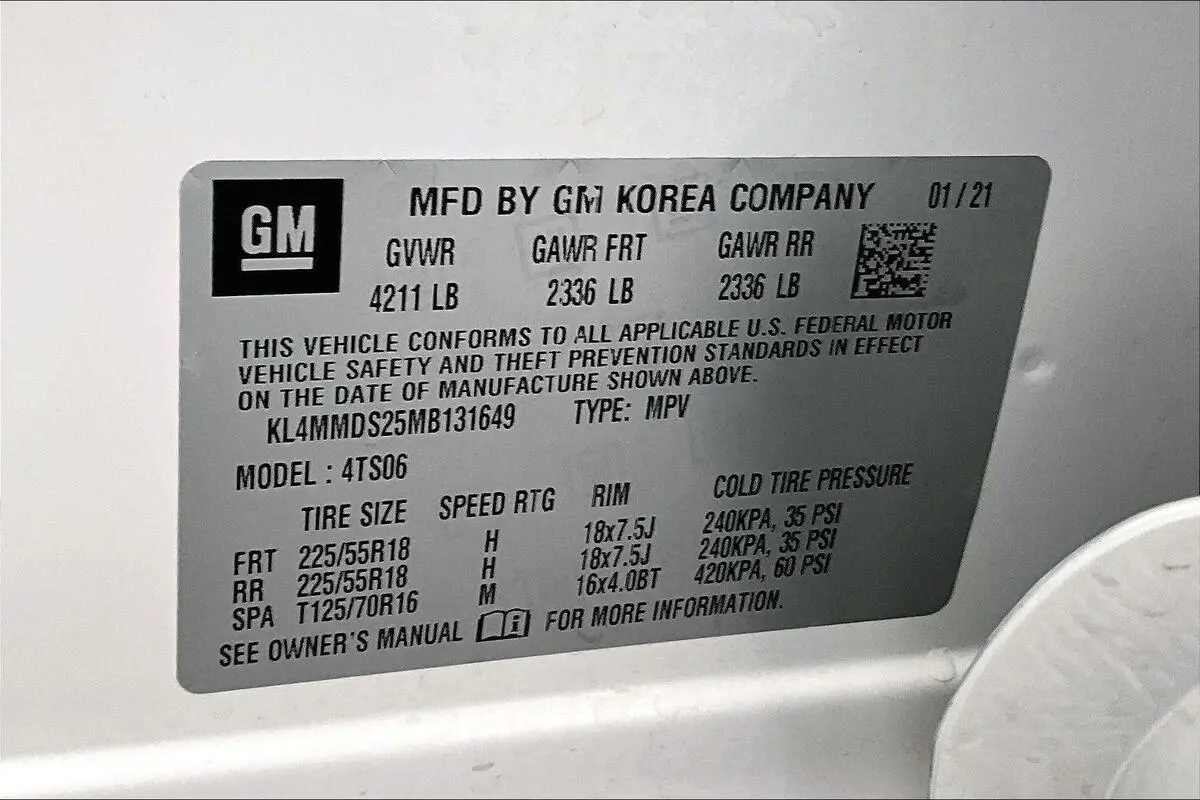 GM
MFD BY GM KOREA COMPANY 01/21
GVWR GAWR FRT GAWR RR
4211 LB 2336 LB 2336 LB
THIS VEHICLE CONFORMS TO ALL APPLICABLE U.S. FEDERAL MOTOR
VEHICLE SAFETY AND THEFT PREVENTION STANDARDS IN EFFECT
ON THE DATE OF MANUFACTURE SHOWN ABOVE.
KL4MMDS25MB131649 TYPE: MPV
MODEL : 4TS06
TIRE SIZE SPEED RTG RIM COLD TIRE PRESSURE
FRT 225/55R18 H 18x7.5J 240KPA, 35 PSI
RR 225/55R18 H 18x7.5J 240KPA, 35 PSI
SPA T125/70R16 M 16x4.0BT 420KPA, 60 PSI
SEE OWNER'S MANUAL i FOR MORE INFORMATION.